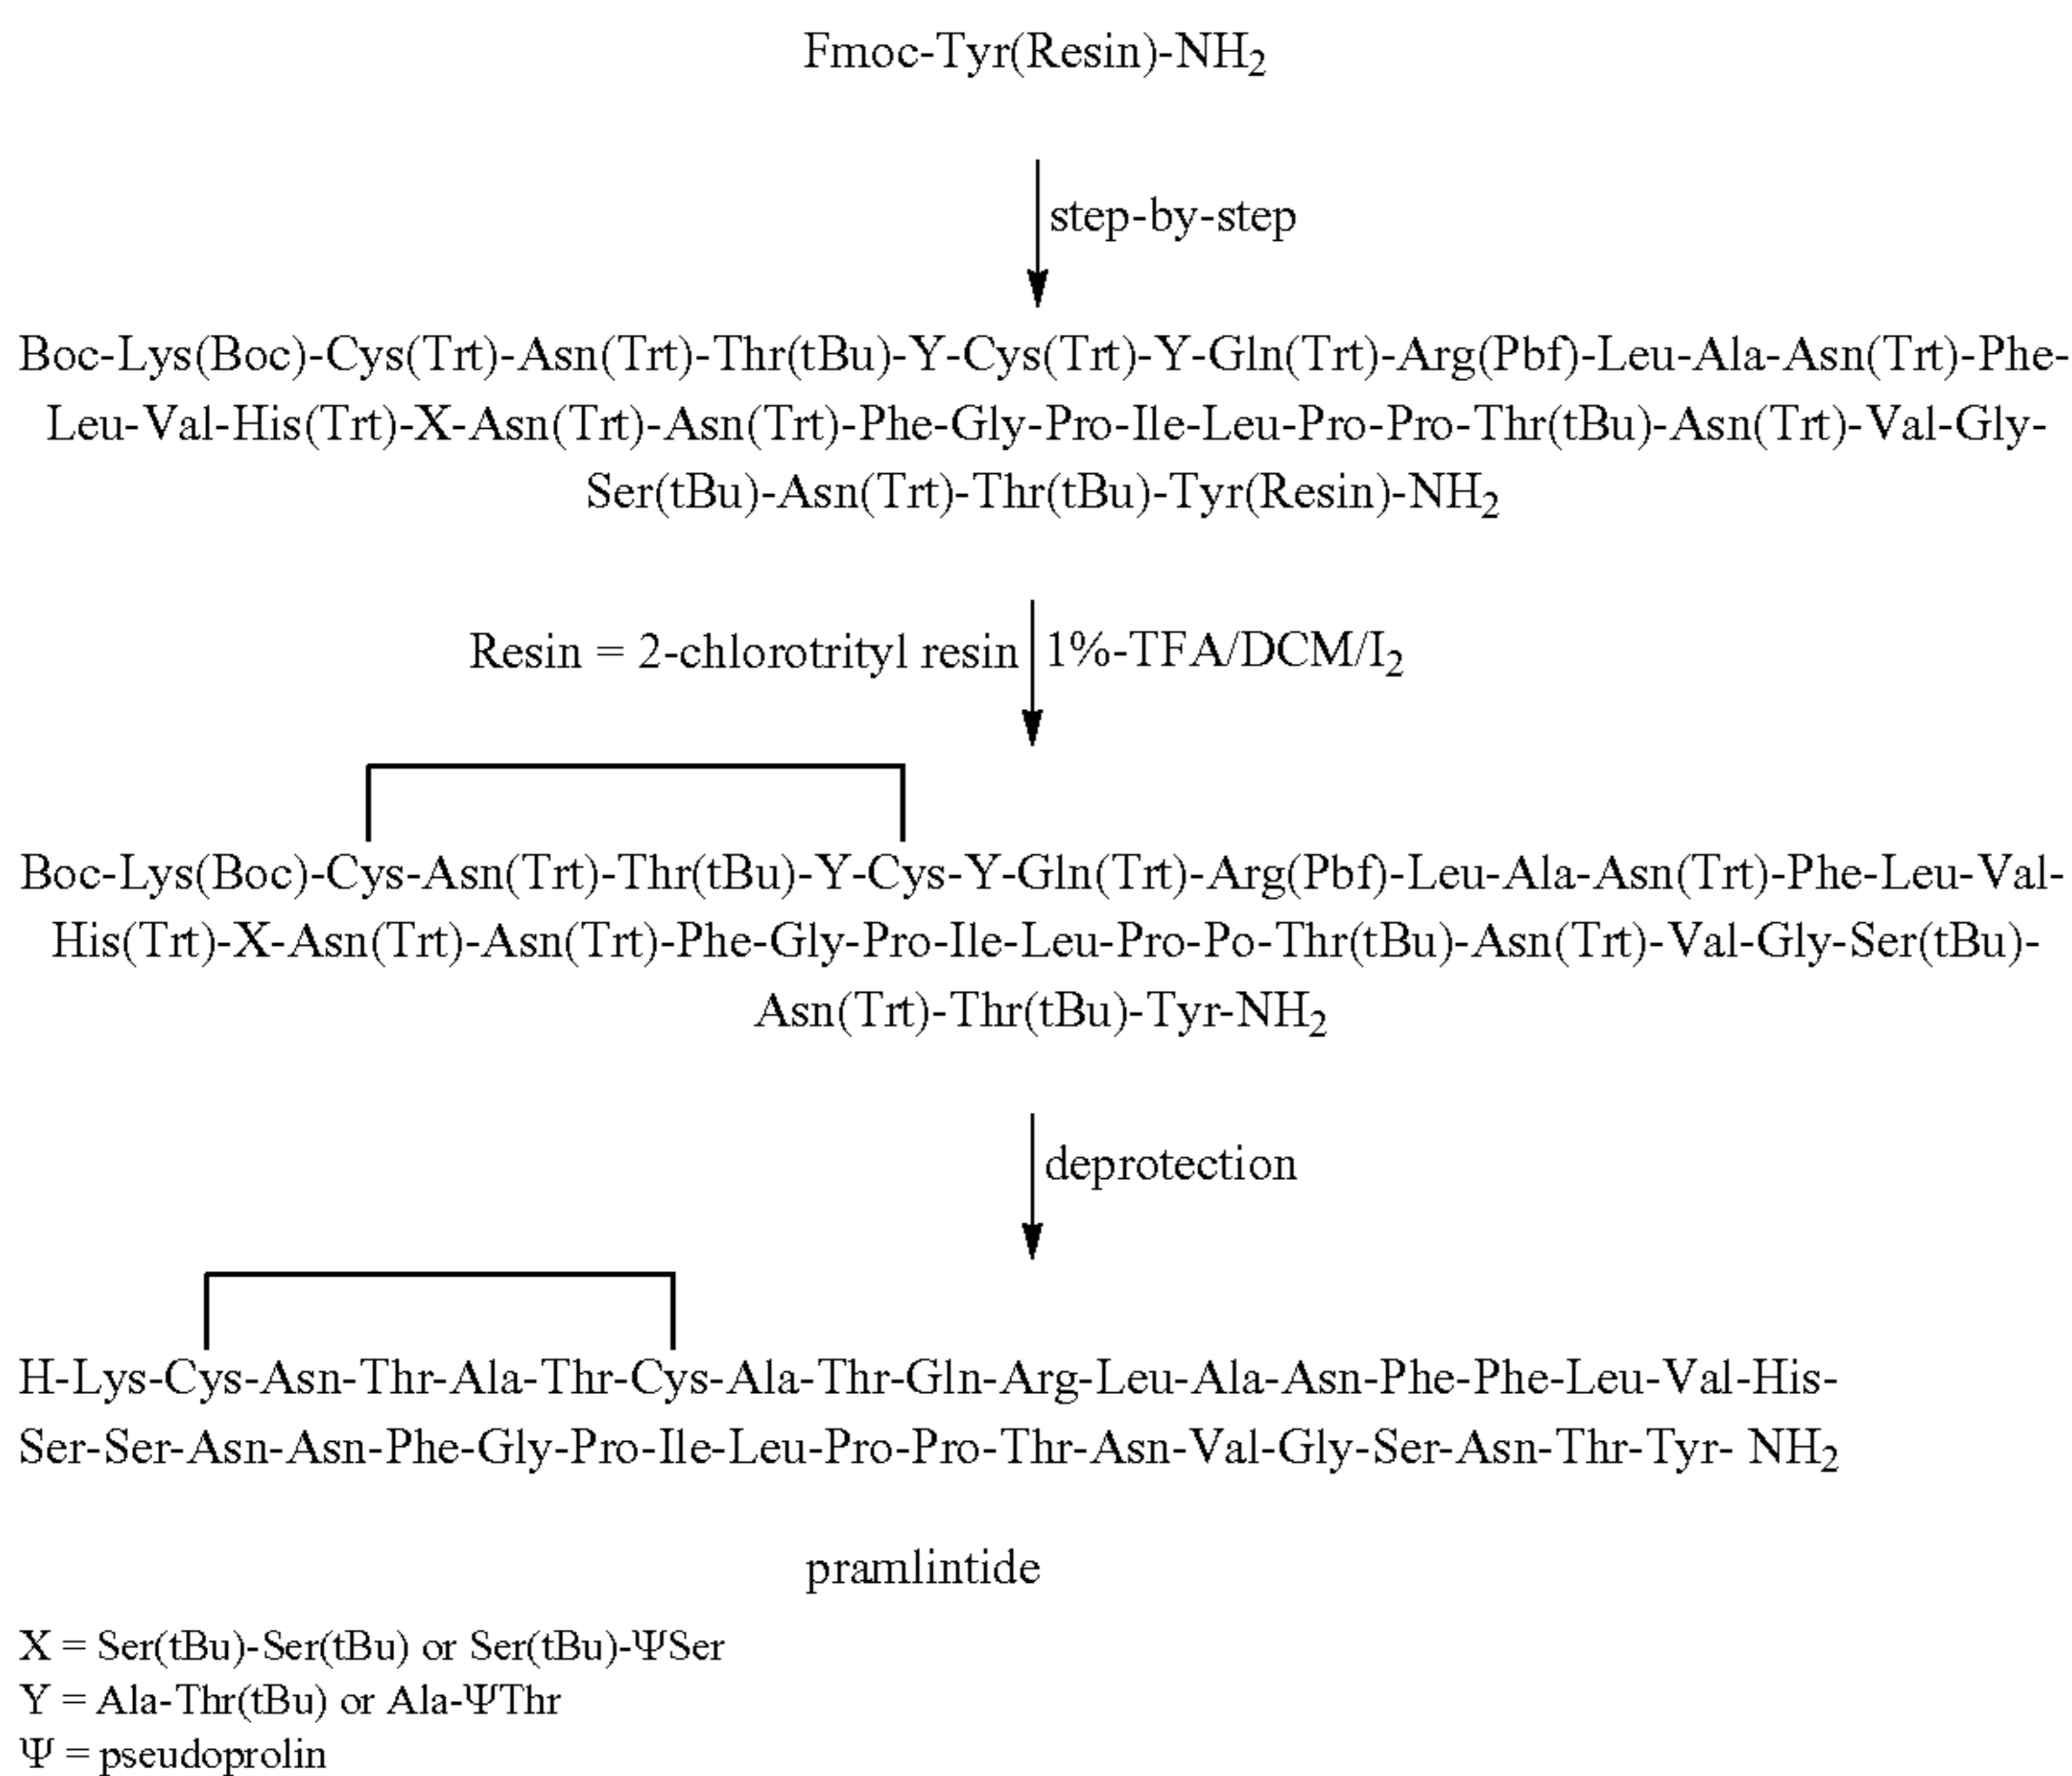 Fmoc-Tyr(Resin)-NH2
step-by-step
Boc-Lys(Boc)-Cys(Trt)-Asn(Trt)-Thr(tBu)-Y-Cys(Trt)-Y-Gln(Trt)-Arg(Pbf)-Leu-Ala-Asn(Trt)-Phe-
Leu-Val-His(Trt)-X-Asn(Trt)-Asn(Trt)-Phe-Gly-Pro-Ile-Leu-Pro-Pro-Thr(tBu)-Asn(Trt)-Val-Gly-
Ser(tBu)-Asn(Trt)-Thr(tBu)-Tyr(Resin)-NH2
Resin = 2-chlorotrityl resin 1%-TFA/DCM/I2
Boc-Lys(Boc)-Cys-Asn(Trt)-Thr(tBu)-Y-Cys-Y-Gln(Trt)-Arg(Pbf)-Leu-Ala-Asn(Trt)-Phe-Leu-Val-
His(Trt)-X-Asn(Trt)-Asn(Trt)-Phe-Gly-Pro-Ile-Leu-Pro-Po-Thr(tBu)-Asn(Trt)-Val-Gly-Ser(tBu)-
Asn(Trt)-Thr(tBu)-Tyr-NH2
deprotection
H-Lys-Cys-Asn-Thr-Ala-Thr-Cys-Ala-Thr-Gln-Arg-Leu-Ala-Asn-Phe-Phe-Leu-Val-His-
Ser-Ser-Asn-Asn-Phe-Gly-Pro-Ile-Leu-Pro-Pro-Thr-Asn-Val-Gly-Ser-Asn-Thr-Tyr- NH2
pramlintide
X = Ser(tBu)-Ser(tBu) or Ser(tBu)-ΨSer
Y = Ala-Thr(tBu) or Ala-ΨThr
Ψ = pseudoprolin